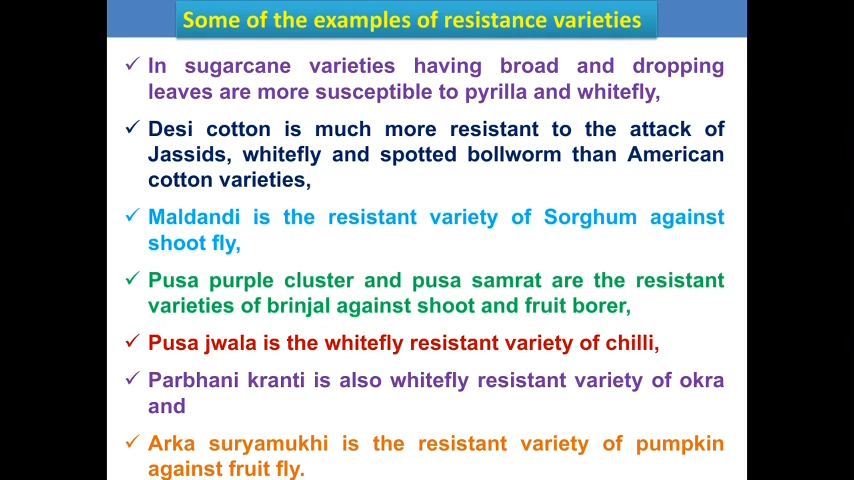 Some of the examples of resistance varieties
✓ In sugarcane varieties having broad and dropping
leaves are more susceptible to pyrilla and whitefly,
✓ Desi cotton is much more resistant to the attack of
Jassids, whitefly and spotted bollworm than American
cotton varieties,
✓ Maldandi is the resistant variety of Sorghum against
shoot fly,
✓ Pusa purple cluster and pusa samrat are the resistant
varieties of brinjal against shoot and fruit borer,
✓ Pusa jwala is the whitefly resistant variety of chilli,
✓ Parbhani kranti is also whitefly resistant variety of okra
and
✓ Arka suryamukhi is the resistant variety of pumpkin
against fruit fly.